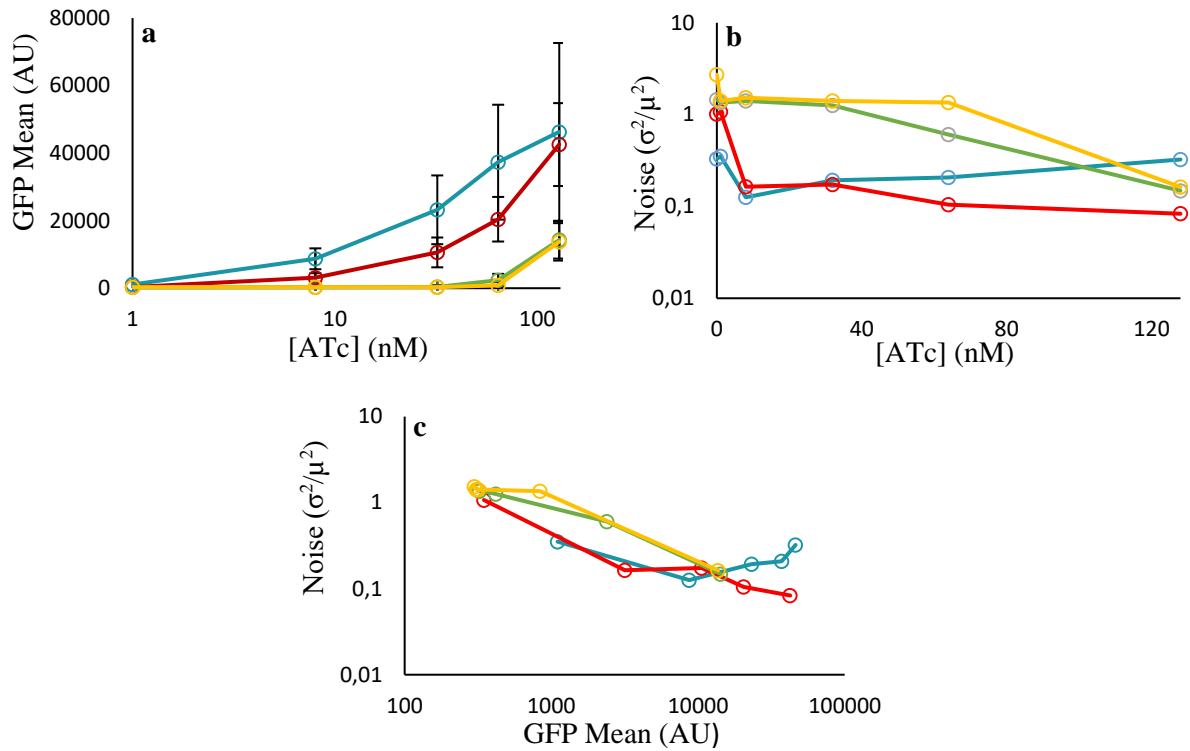 a
GFP Mean (AU)
80000
60000
40000
20000
0
1
10
100
[ATc] (nM)
b
Noise (σ²/μ²)
10
1
0,1
0,01
0
40
80
120
[ATc] (nM)
c
Noise (σ²/μ²)
10
1
0,1
0,01
100
1000
10000
100000
GFP Mean (AU)